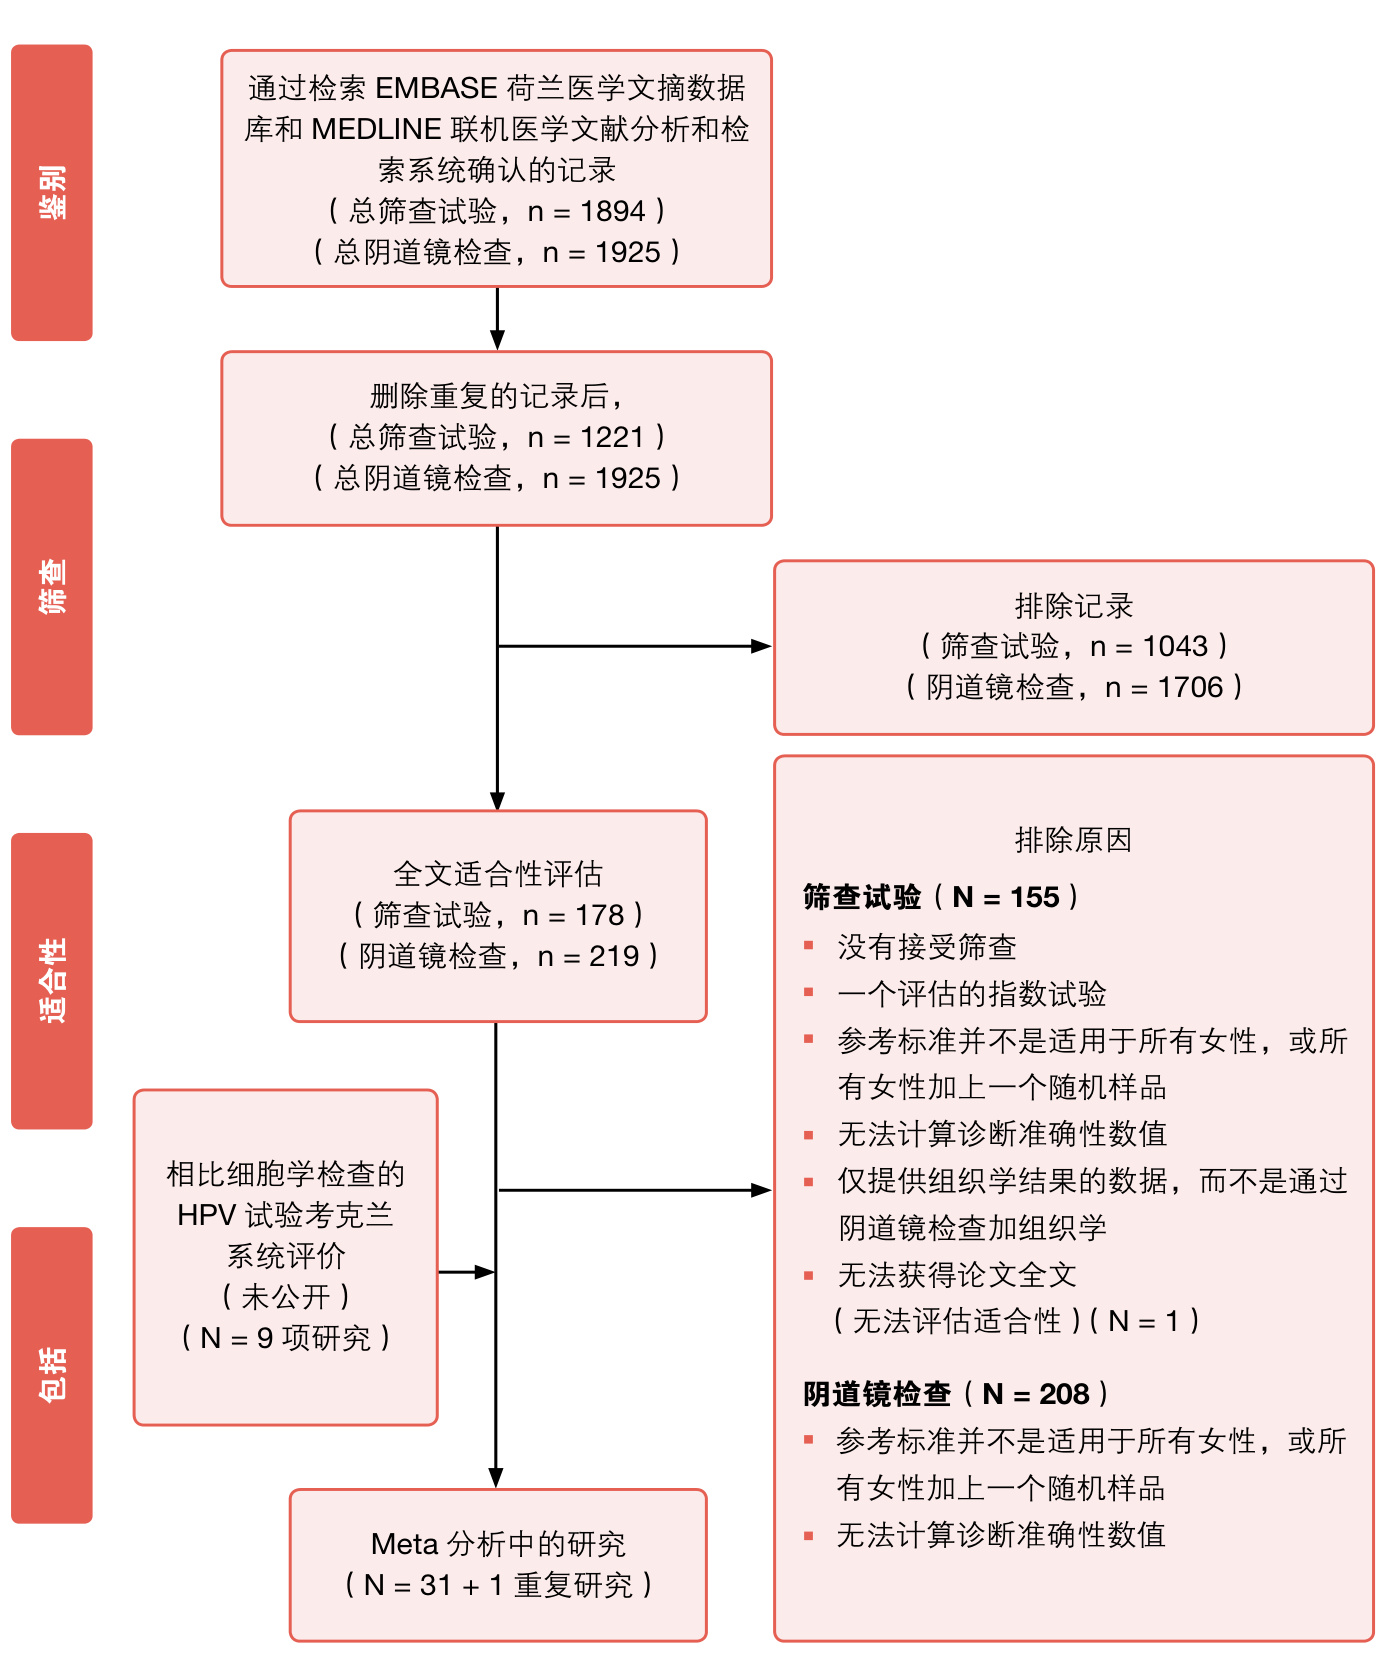 鉴别
通过检索 EMBASE 荷兰医学文摘数据
库和 MEDLINE 联机医学文献分析和检
索系统确认的记录
（总筛查试验，n = 1894）
（总阴道镜检查，n = 1925）
删除重复的记录后，
（总筛查试验，n = 1221）
（总阴道镜检查，n = 1925）
筛查
排除记录
（筛查试验，n = 1043）
（阴道镜检查，n = 1706）
适合性
全文适合性评估
（筛查试验，n = 178）
（阴道镜检查，n = 219）
排除原因
筛查试验（N = 155）
▪ 没有接受筛查
▪ 一个评估的指数试验
▪ 参考标准并不是适用于所有女性，或所
有女性加上一个随机样品
▪ 无法计算诊断准确性数值
▪ 仅提供组织学结果的数据，而不是通过
阴道镜检查加组织学
▪ 无法获得论文全文
（无法评估适合性）（N = 1）
阴道镜检查（N = 208）
▪ 参考标准并不是适用于所有女性，或所
有女性加上一个随机样品
▪ 无法计算诊断准确性数值
相比细胞学检查的
HPV 试验考克兰
系统评价
（未公开）
（N = 9 项研究）
包括
Meta 分析中的研究
（N = 31 + 1 重复研究）